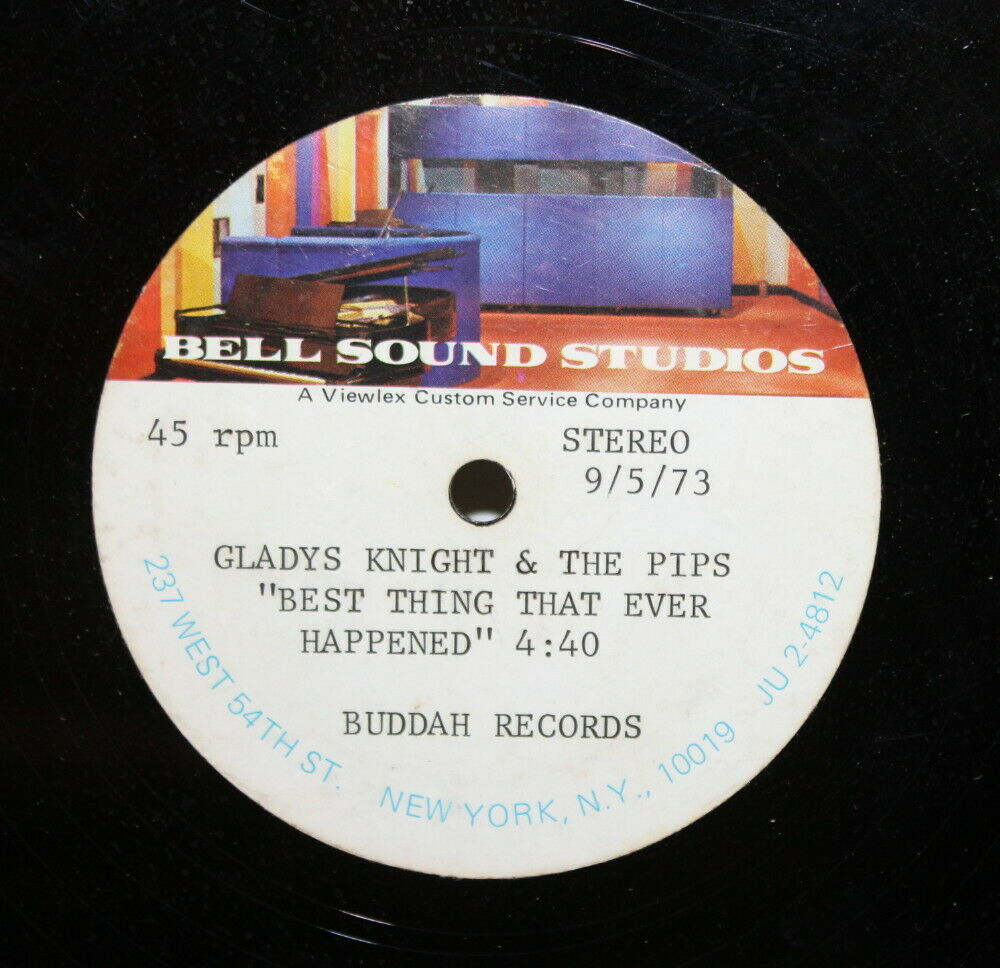 BELL SOUND STUDIOS
A Viewlex Custom Service Company
45 rpm STEREO
9/5/73
GLADYS KNIGHT & THE PIPS
"BEST THING THAT EVER
HAPPENED" 4:40
BUDDAH RECORDS
237 WEST 54TH ST. NEW YORK, N.Y., 10019 JU 2-4812